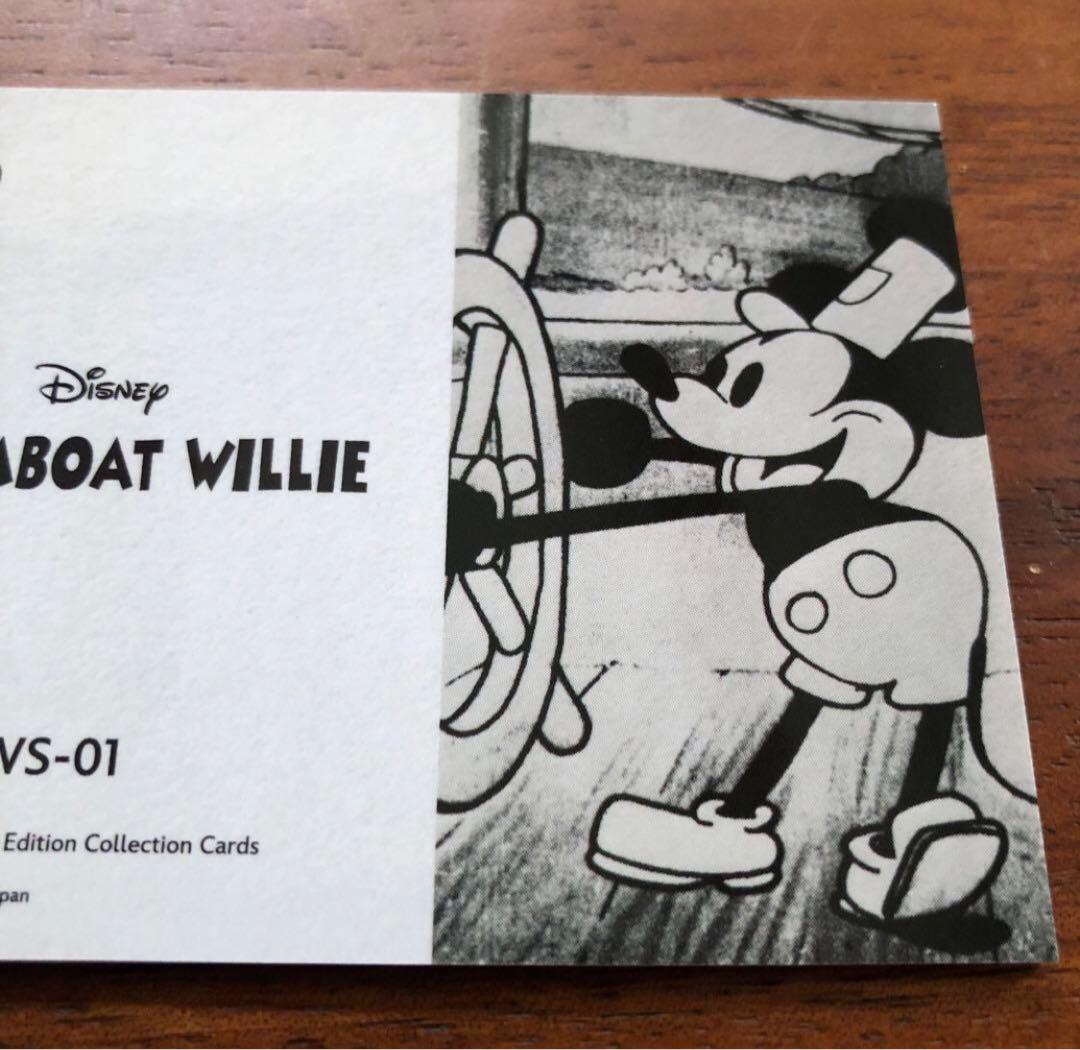 Disney
ABOAT WILLIE
VS-01
Edition Collection Cards
pan